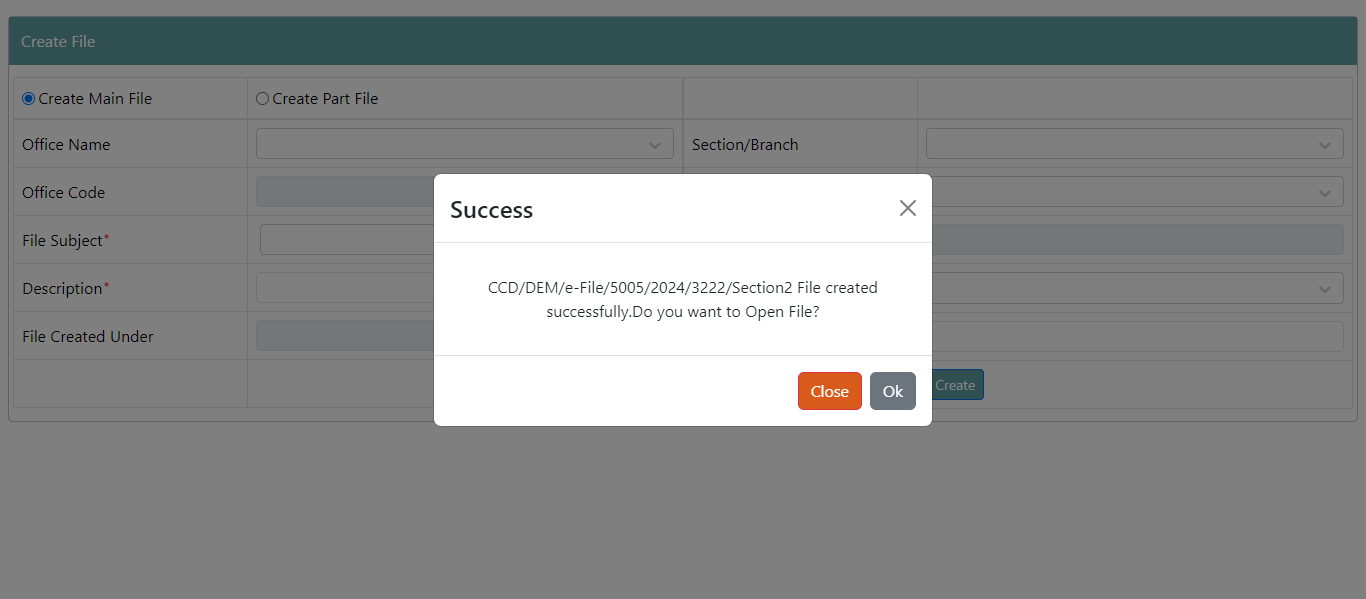 Create File
Create Main File
Create Part File
Office Name
Section/Branch
Office Code
File Subject*
Description*
File Created Under
Create
Success
CCD/DEM/e-File/5005/2024/3222/Section2 File created
successfully.Do you want to Open File?
Close
Ok